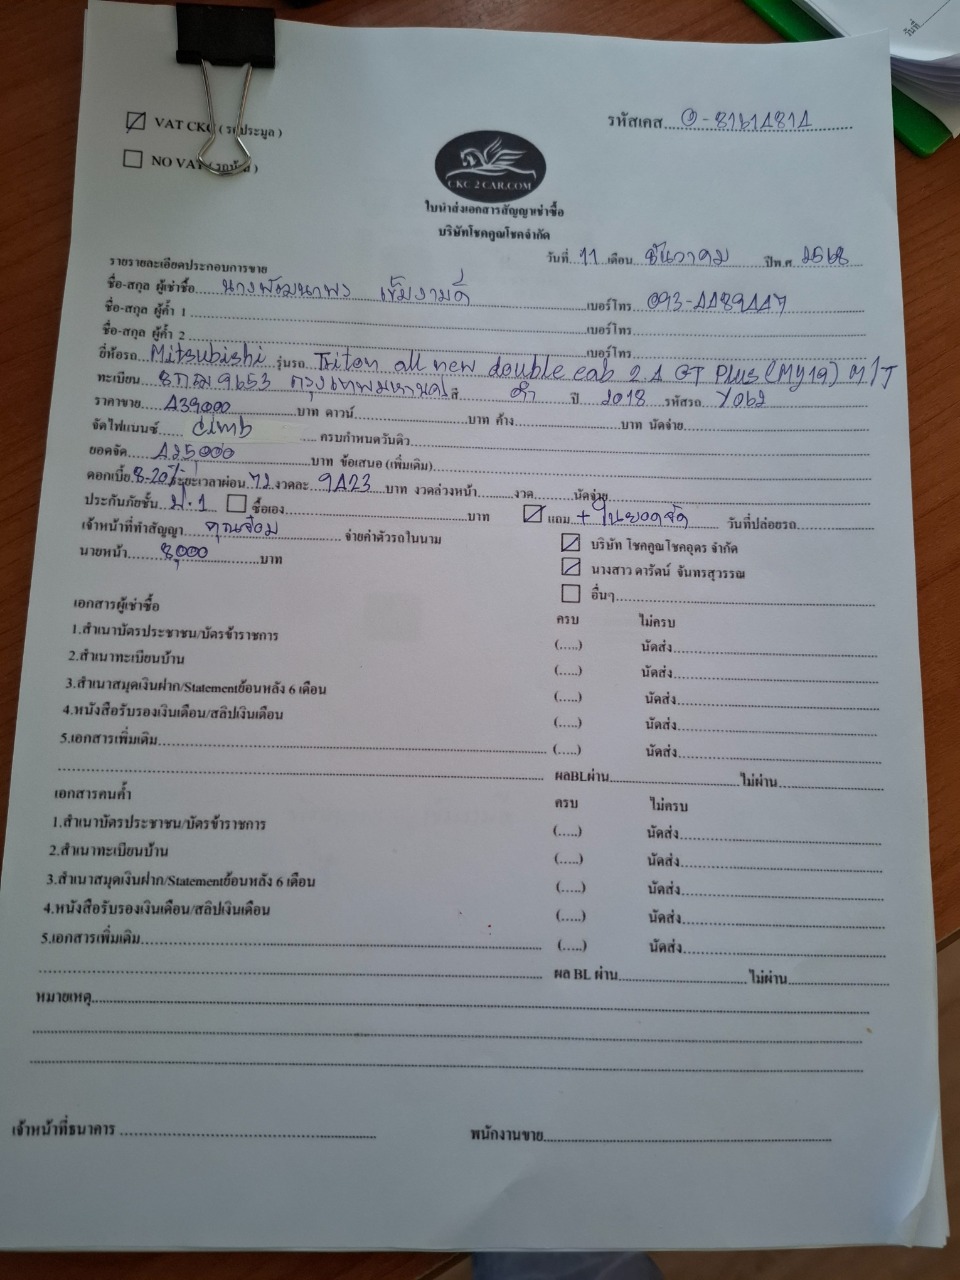 VAT CKC ( รถประมูล )
รหัสเคส
NO VAT ( รถบ้าน )
CKC 2 CAR.COM
ใบนำส่งเอกสารสัญญาเช่าซื้อ
บริษัทโชคคูณโชคจำกัด
วันที่ 11 เดือน ธันวาคม ปีพ.ศ. 2568
รายรายละเอียดประกอบการขาย
ชื่อ-สกุล ผู้เช่าซื้อ เบอร์โทร
ชื่อ-สกุล ผู้ค้ำ 1 เบอร์โทร
ชื่อ-สกุล ผู้ค้ำ 2 เบอร์โทร
ยี่ห้อรถ Mitsubishi รุ่นรถ Triton all new double cab 2.4 GT Plus (MY19) M/T
ทะเบียน 9653 กรุงเทพมหานคร สี ดำ ปี 2018 รหัสรถ Y062
ราคาขาย 439000 บาท ดาวน์ บาท ค้าง บาท นัดจ่าย
จัดไฟแนนซ์ cimb ครบกำหนดวันดิว
ยอดจัด 425000 บาท ข้อเสนอ (เพิ่มเติม)
ดอกเบี้ย 8.20% ระยะเวลาผ่อน 72 งวดละ 9423 บาท งวดล่วงหน้า งวด นัดจ่าย
ประกันภัยชั้น ป.1 ซื้อเอง บาท แถม + ในยอดจัด วันที่ปล่อยรถ
เจ้าหน้าที่ทำสัญญา จ่ายค่าตัวรถในนาม
บริษัท โชคคูณโชคอุดร จำกัด
นายหน้า 8,000 บาท
นางสาว ดารัตน์ จันทรสุวรรณ
อื่นๆ
เอกสารผู้เช่าซื้อ ครบ ไม่ครบ
1.สำเนาบัตรประชาชน/บัตรข้าราชการ (.....) นัดส่ง
2.สำเนาทะเบียนบ้าน (.....) นัดส่ง
3.สำเนาสมุดเงินฝาก/Statementย้อนหลัง 6 เดือน (.....) นัดส่ง
4.หนังสือรับรองเงินเดือน/สลิปเงินเดือน (.....) นัดส่ง
5.เอกสารเพิ่มเติม (.....) นัดส่ง
ผลBLผ่าน ไม่ผ่าน
เอกสารคนค้ำ ครบ ไม่ครบ
1.สำเนาบัตรประชาชน/บัตรข้าราชการ (.....) นัดส่ง
2.สำเนาทะเบียนบ้าน (.....) นัดส่ง
3.สำเนาสมุดเงินฝาก/Statementย้อนหลัง 6 เดือน (.....) นัดส่ง
4.หนังสือรับรองเงินเดือน/สลิปเงินเดือน (.....) นัดส่ง
5.เอกสารเพิ่มเติม (.....) นัดส่ง
ผล BL ผ่าน ไม่ผ่าน
หมายเหตุ
เจ้าหน้าที่ธนาคาร พนักงานขาย